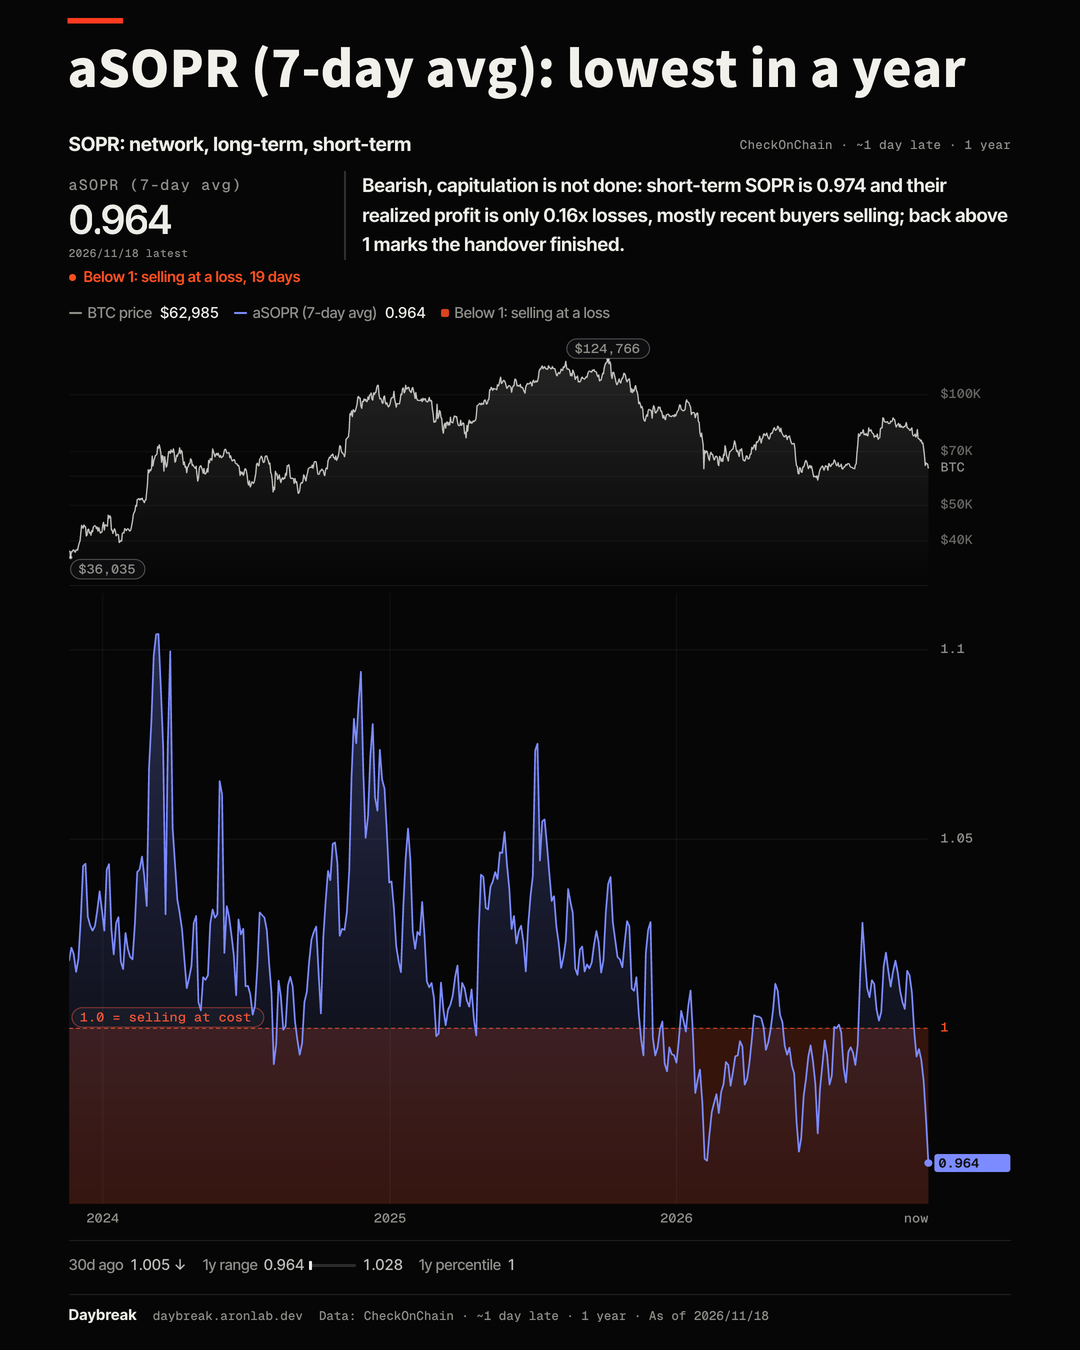 aSOPR (7-day avg): lowest in a year
SOPR: network, long-term, short-term
CheckOnChain · ~1 day late · 1 year
aSOPR (7-day avg)
0.964
2026/11/18 latest
Below 1: selling at a loss, 19 days
Bearish, capitulation is not done: short-term SOPR is 0.974 and their
realized profit is only 0.16x losses, mostly recent buyers selling; back above
1 marks the handover finished.
BTC price $62,985 aSOPR (7-day avg) 0.964 Below 1: selling at a loss
$124,766
$100K
$70K
BTC
$50K
$40K
$36,035
1.1
1.05
1.0 = selling at cost
1
0.964
2024 2025 2026 now
30d ago 1.005 ↓ 1y range 0.964 1.028 1y percentile 1
Daybreak daybreak.aronlab.dev Data: CheckOnChain · ~1 day late · 1 year · As of 2026/11/18